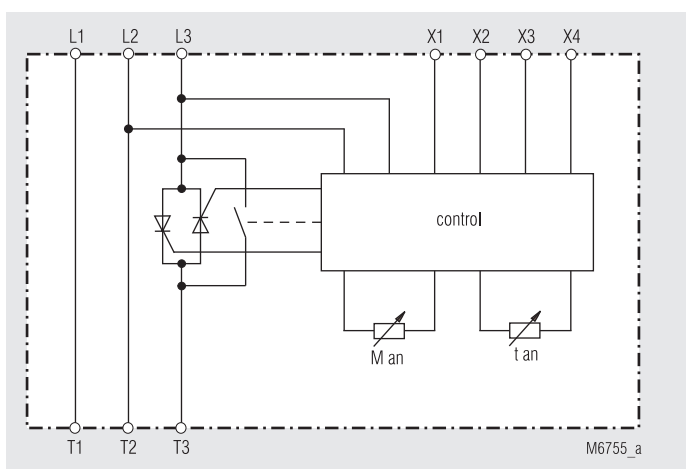 L1 L2 L3 X1 X2 X3 X4
control
M an t an
T1 T2 T3 M6755_a